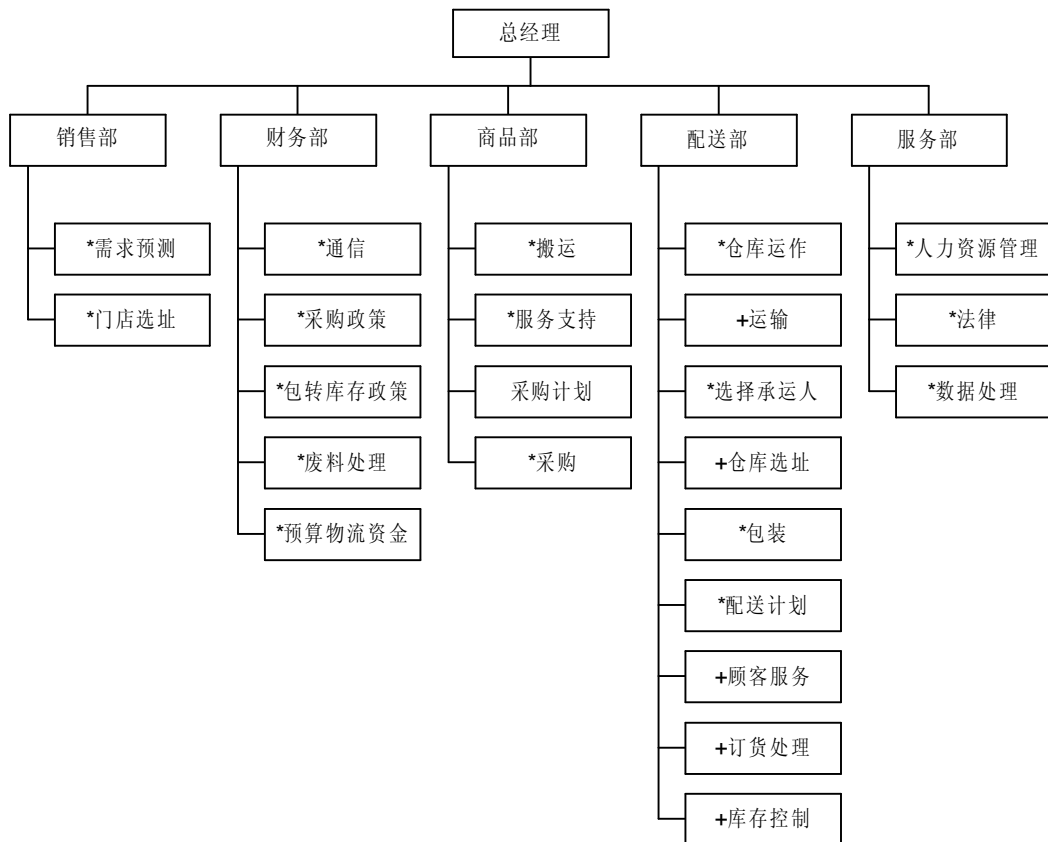 总经理
销售部
财务部
商品部
配送部
服务部
*需求预测
*门店选址
*通信
*采购政策
*包转库存政策
*废料处理
*预算物流资金
*搬运
*服务支持
采购计划
*采购
*仓库运作
+运输
*选择承运人
+仓库选址
*包装
*配送计划
+顾客服务
+订货处理
+库存控制
*人力资源管理
*法律
*数据处理